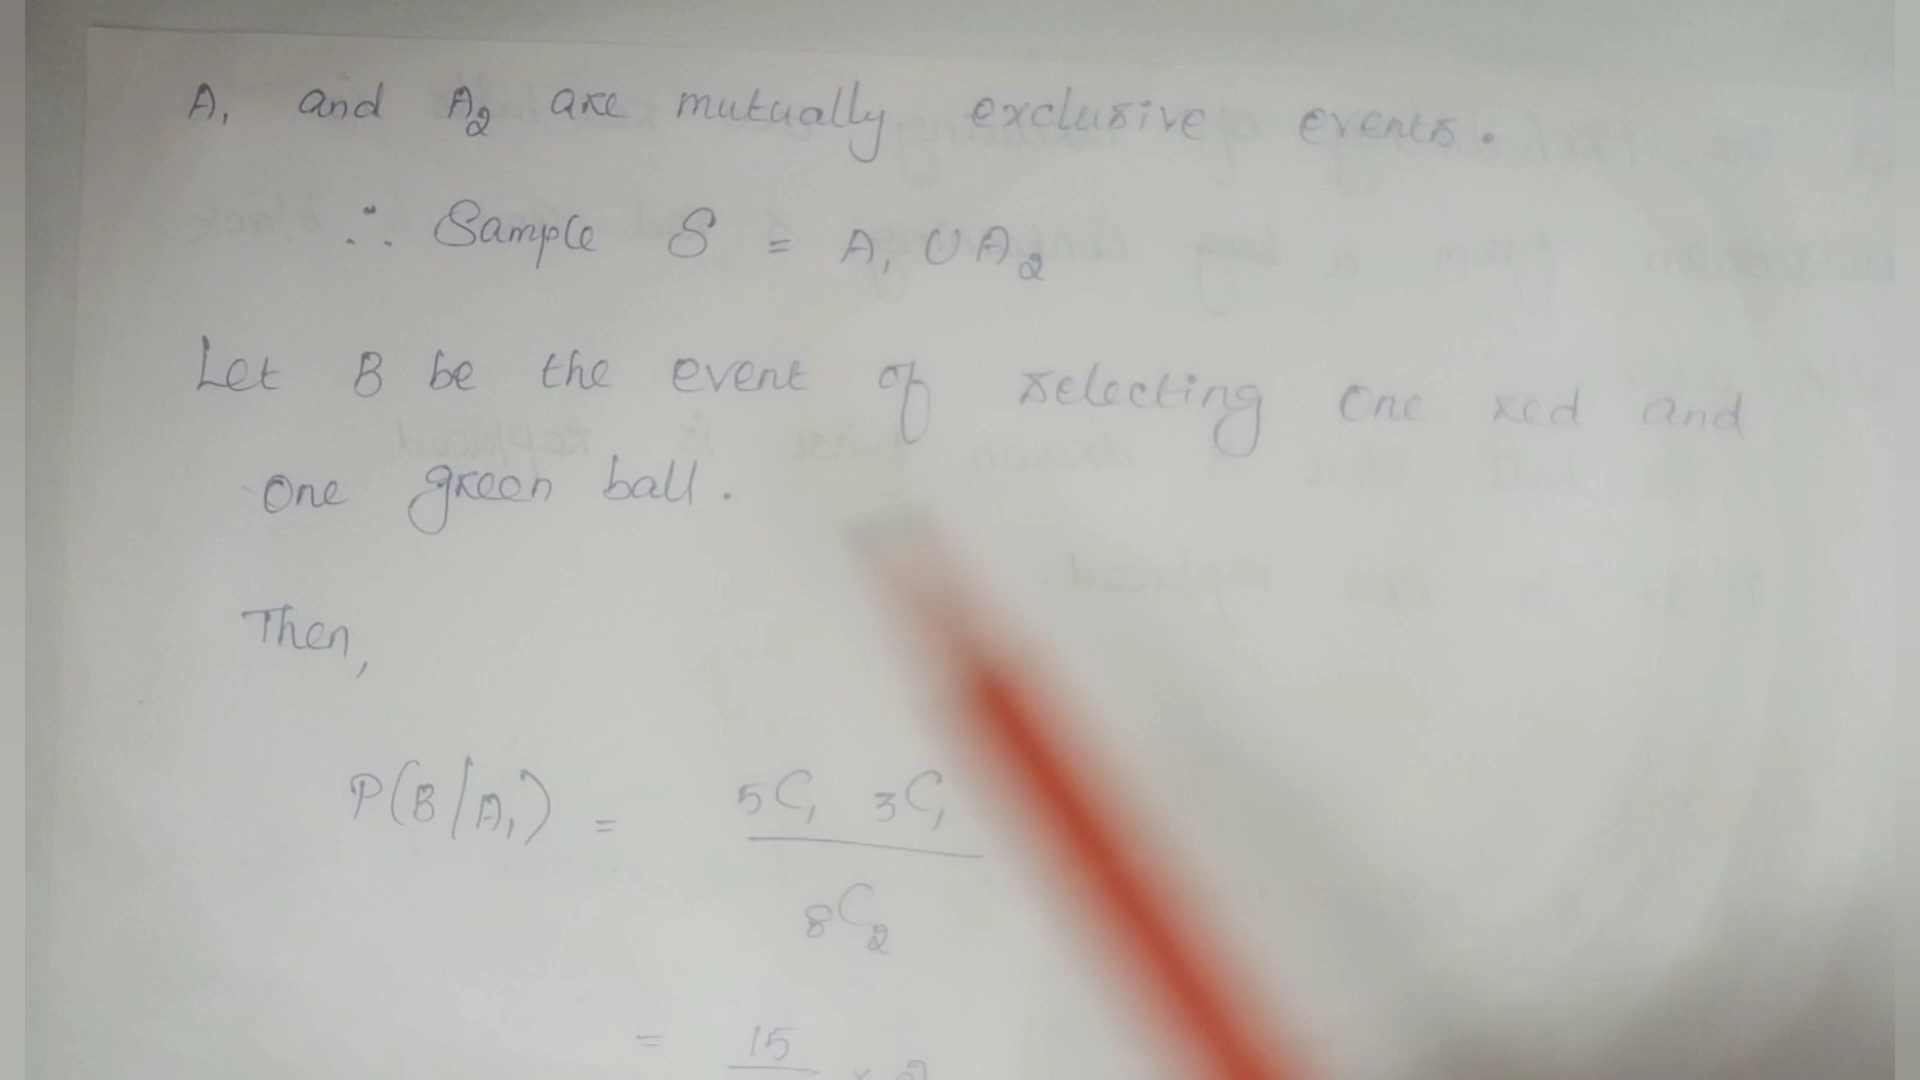 A₁ and A₂ are mutually exclusive events.
∴ Sample S = A₁ ∪ A₂
Let B be the event of selecting one red and
one green ball.
Then,
P(B/A₁) = 5C₁ 3C₁
8C₂
= 15